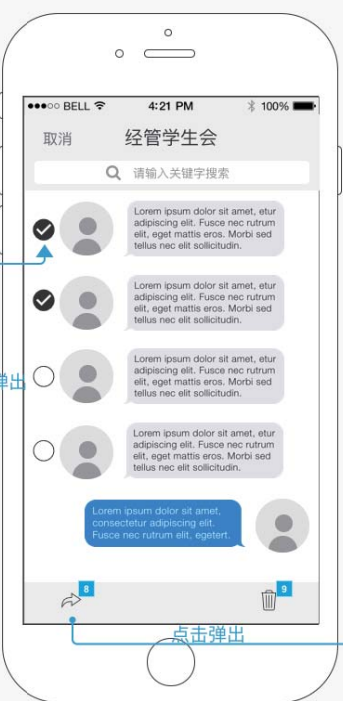 BELL 4:21 PM 100%
取消 经管学生会
请输入关键字搜索
Lorem ipsum dolor sit amet, etur
adipiscing elit. Fusce nec rutrum
elit, eget mattis eros. Morbi sed
tellus nec elit sollicitudin.
Lorem ipsum dolor sit amet, etur
adipiscing elit. Fusce nec rutrum
elit, eget mattis eros. Morbi sed
tellus nec elit sollicitudin.
Lorem ipsum dolor sit amet, etur
adipiscing elit. Fusce nec rutrum
elit, eget mattis eros. Morbi sed
tellus nec elit sollicitudin.
弹出
Lorem ipsum dolor sit amet, etur
adipiscing elit. Fusce nec rutrum
elit, eget mattis eros. Morbi sed
tellus nec elit sollicitudin.
Lorem ipsum dolor sit amet,
consectetur adipiscing elit.
Fusce nec rutrum elit, egetert.
8 9
点击弹出